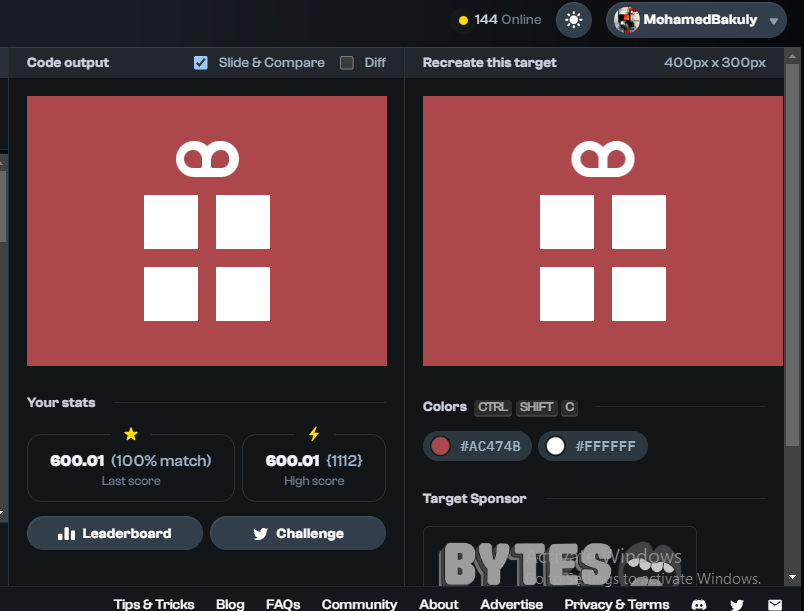 144 Online
MohamedBakuly
Code output
Slide & Compare
Diff
Recreate this target
400px x 300px
Your stats
600.01 (100% match)
Last score
600.01 {1112}
High score
Leaderboard
Challenge
Colors CTRL SHIFT C
#AC474B
#FFFFFF
Target Sponsor
BYTES
Activate Windows
Go to Settings to activate Windows.
Tips & Tricks
Blog
FAQs
Community
About
Advertise
Privacy & Terms